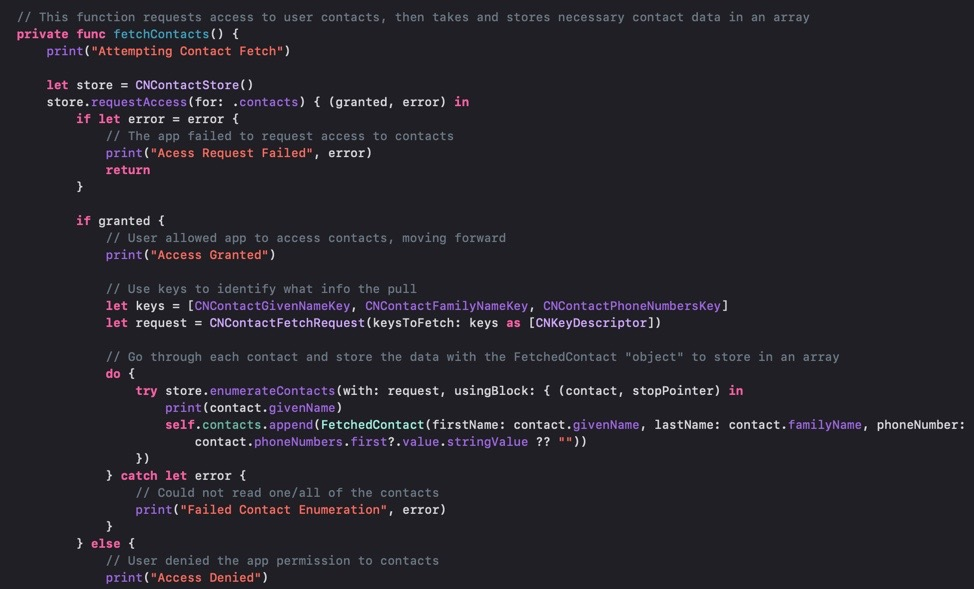 // This function requests access to user contacts, then takes and stores necessary contact data in an array
private func fetchContacts() {
    print("Attempting Contact Fetch")

    let store = CNContactStore()
    store.requestAccess(for: .contacts) { (granted, error) in
        if let error = error {
            // The app failed to request access to contacts
            print("Acess Request Failed", error)
            return
        }

        if granted {
            // User allowed app to access contacts, moving forward
            print("Access Granted")

            // Use keys to identify what info the pull
            let keys = [CNContactGivenNameKey, CNContactFamilyNameKey, CNContactPhoneNumbersKey]
            let request = CNContactFetchRequest(keysToFetch: keys as [CNKeyDescriptor])

            // Go through each contact and store the data with the FetchedContact "object" to store in an array
            do {
                try store.enumerateContacts(with: request, usingBlock: { (contact, stopPointer) in
                    print(contact.givenName)
                    self.contacts.append(FetchedContact(firstName: contact.givenName, lastName: contact.familyName, phoneNumber:
                        contact.phoneNumbers.first?.value.stringValue ?? ""))
                })
            } catch let error {
                // Could not read one/all of the contacts
                print("Failed Contact Enumeration", error)
            }
        } else {
            // User denied the app permission to contacts
            print("Access Denied")